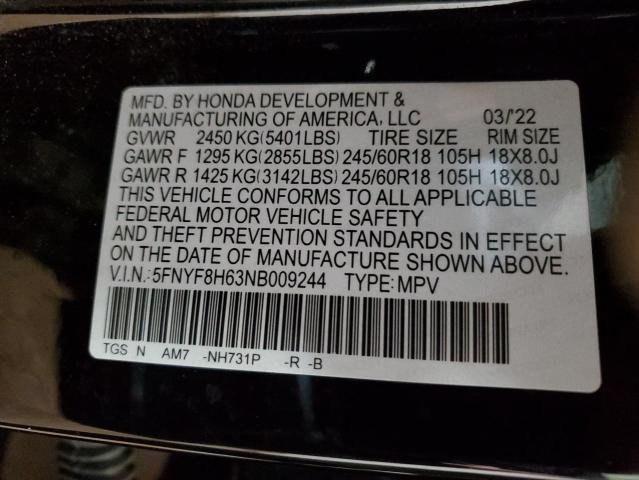 MFD. BY HONDA DEVELOPMENT &
MANUFACTURING OF AMERICA, LLC 03/'22
GVWR 2450 KG(5401LBS) TIRE SIZE RIM SIZE
GAWR F 1295 KG(2855LBS) 245/60R18 105H 18X8.0J
GAWR R 1425 KG(3142LBS) 245/60R18 105H 18X8.0J
THIS VEHICLE CONFORMS TO ALL APPLICABLE
FEDERAL MOTOR VEHICLE SAFETY
AND THEFT PREVENTION STANDARDS IN EFFECT
ON THE DATE OF MANUFACTURE SHOWN ABOVE.
V.I.N.:5FNYF8H63NB009244 TYPE:MPV
TGS N AM7 -NH731P -R -B